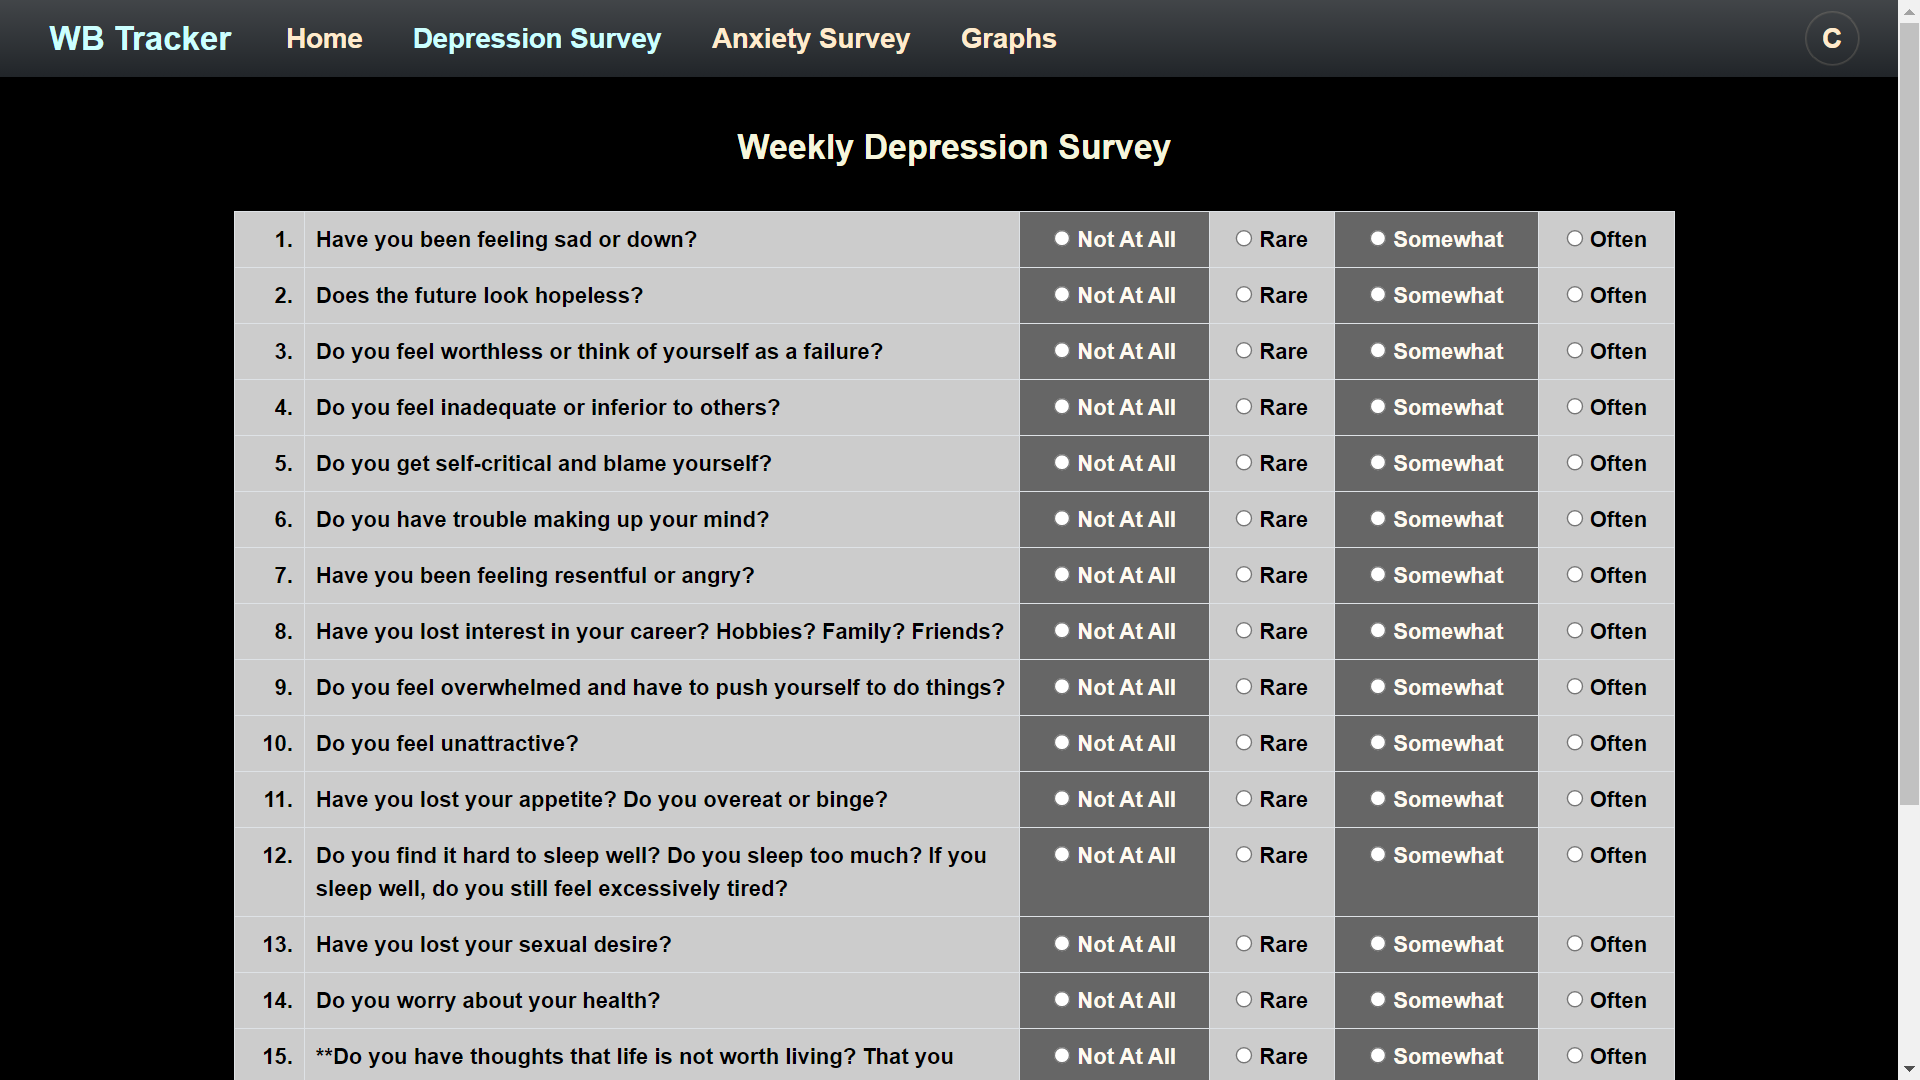 WB Tracker Home Depression Survey Anxiety Survey Graphs C
Weekly Depression Survey
1. Have you been feeling sad or down? Not At All Rare Somewhat Often
2. Does the future look hopeless? Not At All Rare Somewhat Often
3. Do you feel worthless or think of yourself as a failure? Not At All Rare Somewhat Often
4. Do you feel inadequate or inferior to others? Not At All Rare Somewhat Often
5. Do you get self-critical and blame yourself? Not At All Rare Somewhat Often
6. Do you have trouble making up your mind? Not At All Rare Somewhat Often
7. Have you been feeling resentful or angry? Not At All Rare Somewhat Often
8. Have you lost interest in your career? Hobbies? Family? Friends? Not At All Rare Somewhat Often
9. Do you feel overwhelmed and have to push yourself to do things? Not At All Rare Somewhat Often
10. Do you feel unattractive? Not At All Rare Somewhat Often
11. Have you lost your appetite? Do you overeat or binge? Not At All Rare Somewhat Often
12. Do you find it hard to sleep well? Do you sleep too much? If you Not At All Rare Somewhat Often
sleep well, do you still feel excessively tired?
13. Have you lost your sexual desire? Not At All Rare Somewhat Often
14. Do you worry about your health? Not At All Rare Somewhat Often
15. **Do you have thoughts that life is not worth living? That you Not At All Rare Somewhat Often